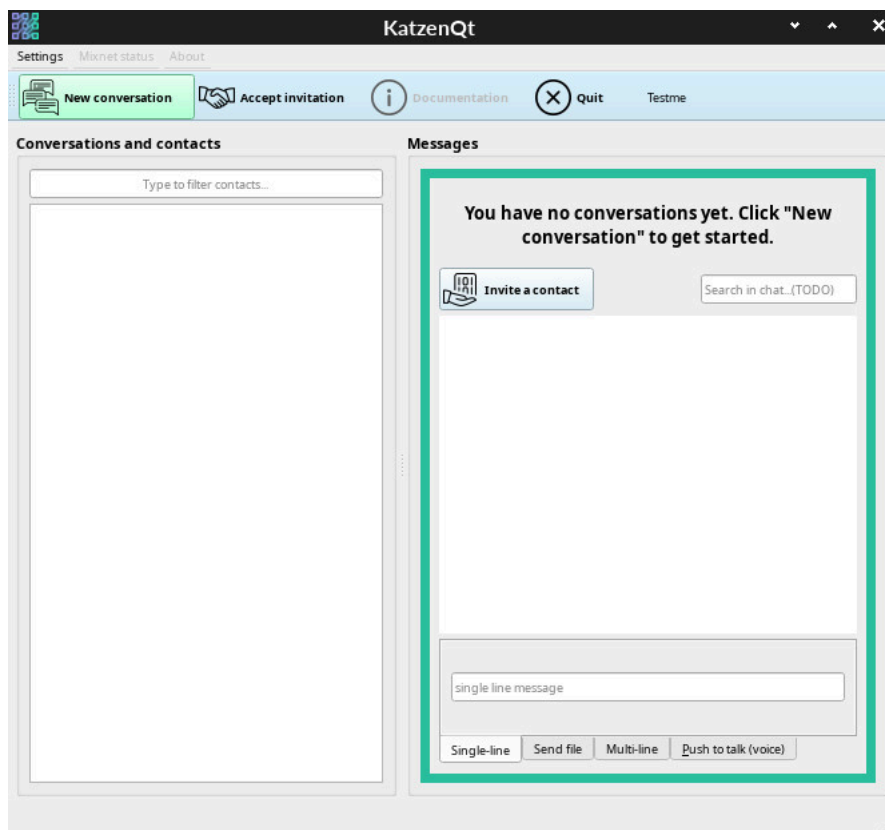 KatzenQt
Settings Mixnet status About
New conversation Accept invitation Documentation Quit Testme
Conversations and contacts
Type to filter contacts...
Messages
You have no conversations yet. Click "New
conversation" to get started.
Invite a contact
Search in chat...(TODO)
single line message
Single-line Send file Multi-line Push to talk (voice)